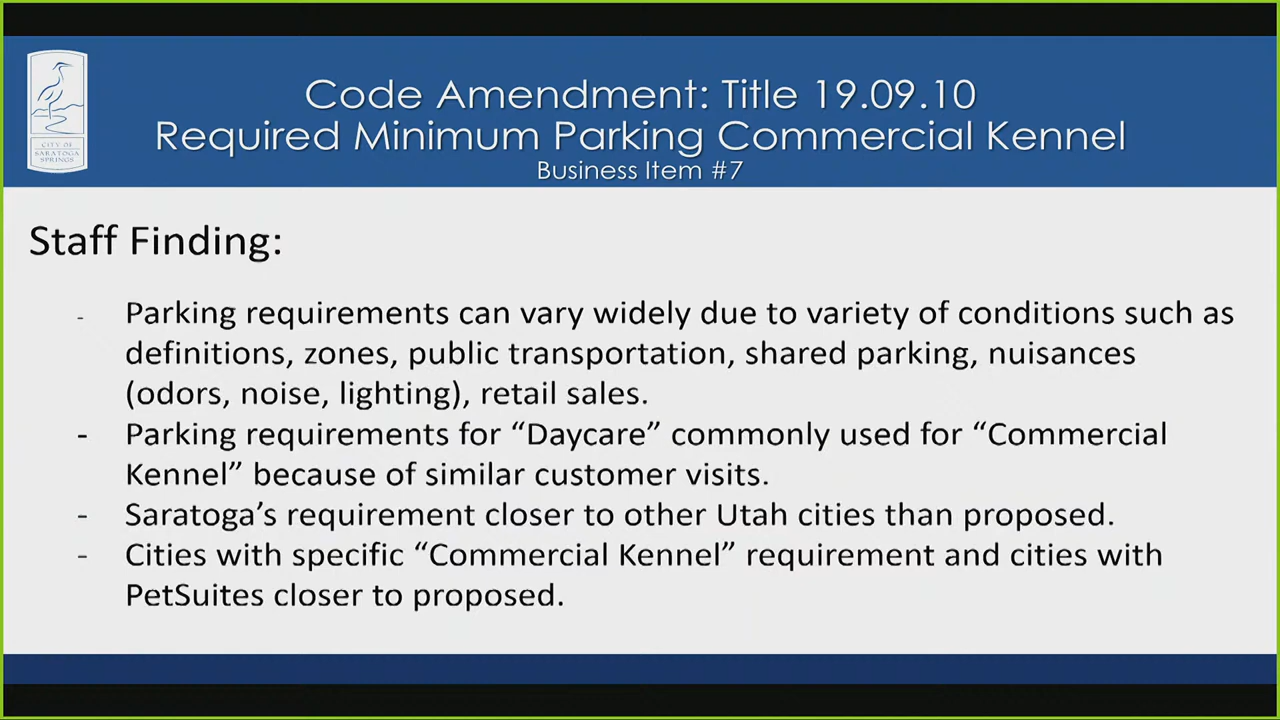 CITY OF
SARATOGA
SPRINGS
Code Amendment: Title 19.09.10
Required Minimum Parking Commercial Kennel
Business Item #7
Staff Finding:
- Parking requirements can vary widely due to variety of conditions such as
definitions, zones, public transportation, shared parking, nuisances
(odors, noise, lighting), retail sales.
- Parking requirements for “Daycare” commonly used for “Commercial
Kennel” because of similar customer visits.
- Saratoga’s requirement closer to other Utah cities than proposed.
- Cities with specific “Commercial Kennel” requirement and cities with
PetSuites closer to proposed.